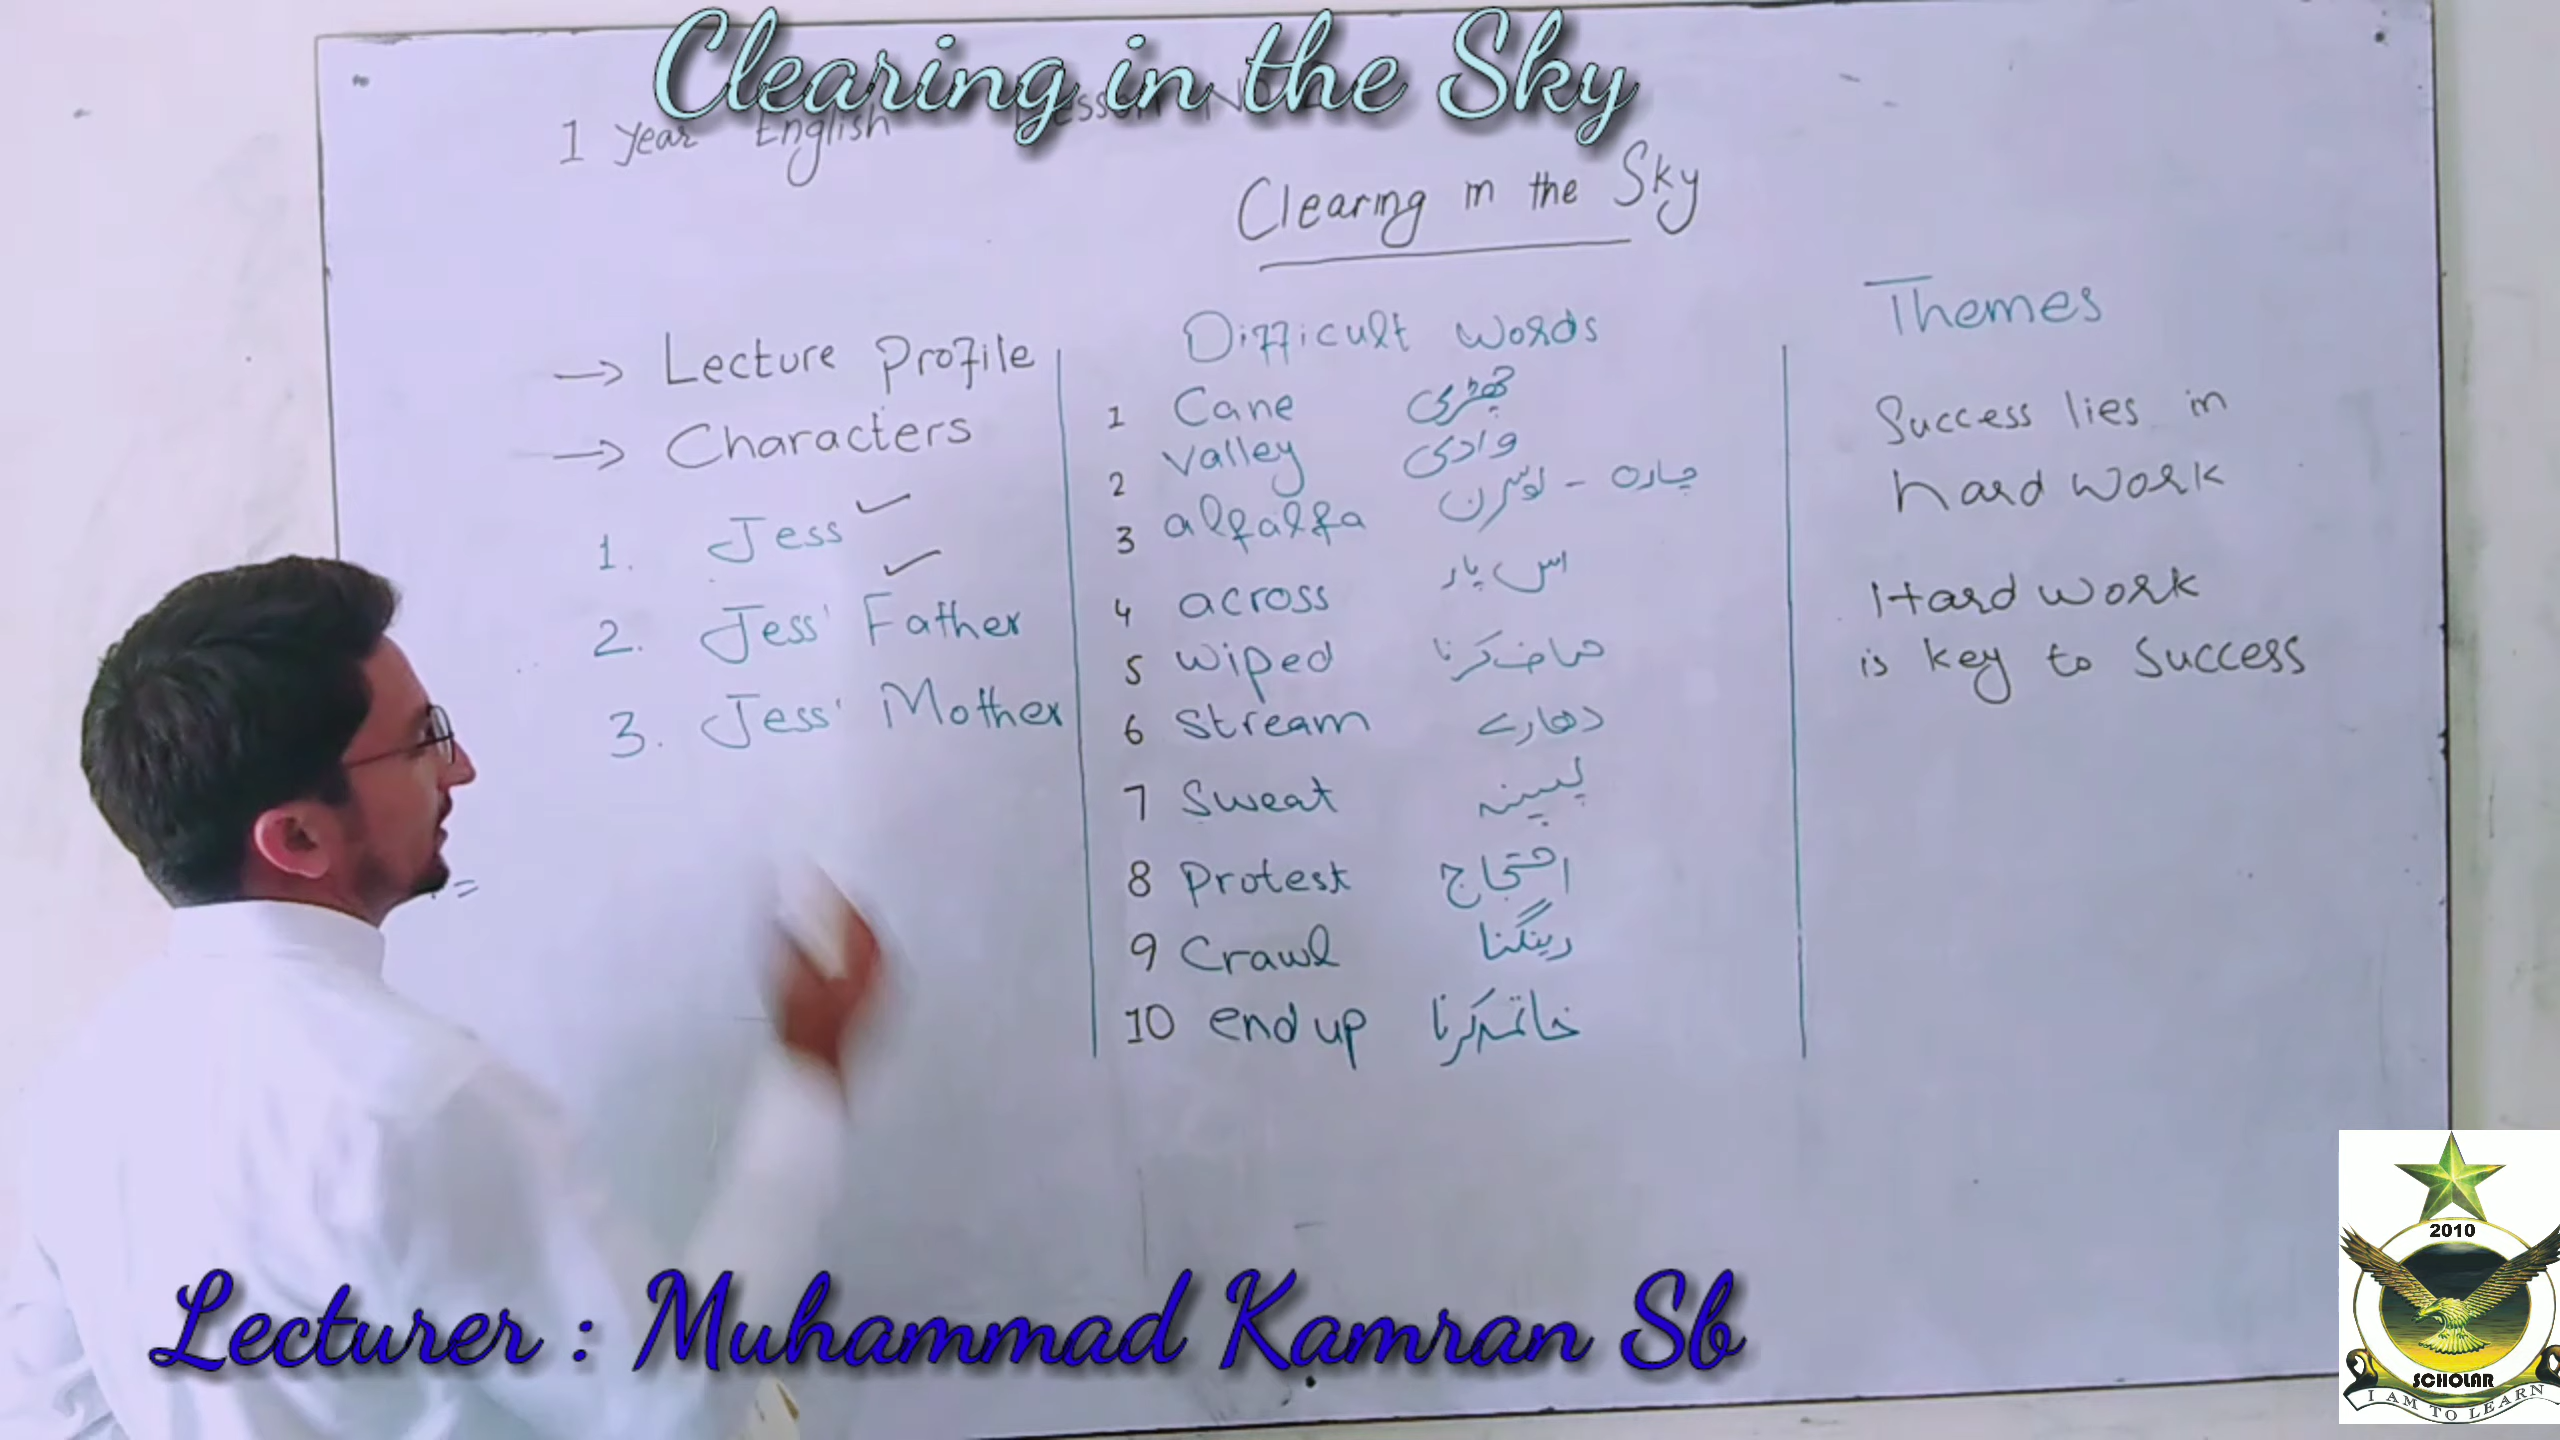 Clearing in the Sky
1 Year English Lesson No
Clearing in the Sky
→ Lecture Profile
→ Characters
1. Jess ✓
2. Jess' Father ✓
3. Jess' Mother
Difficult Words
1 Cane چھڑی
2 Valley وادی
3 alfalfa چارہ - لوسرن
4 across اس پار
5 wiped صاف کرنا
6 Stream دھارے
7 Sweat پسینہ
8 Protest احتجاج
9 Crawl رینگنا
10 end up خاتمہ کرنا
Themes
Success lies in
hard work
Hard work
is key to Success
Lecturer : Muhammad Kamran Sb
2010
SCHOLAR
I AM TO LEARN